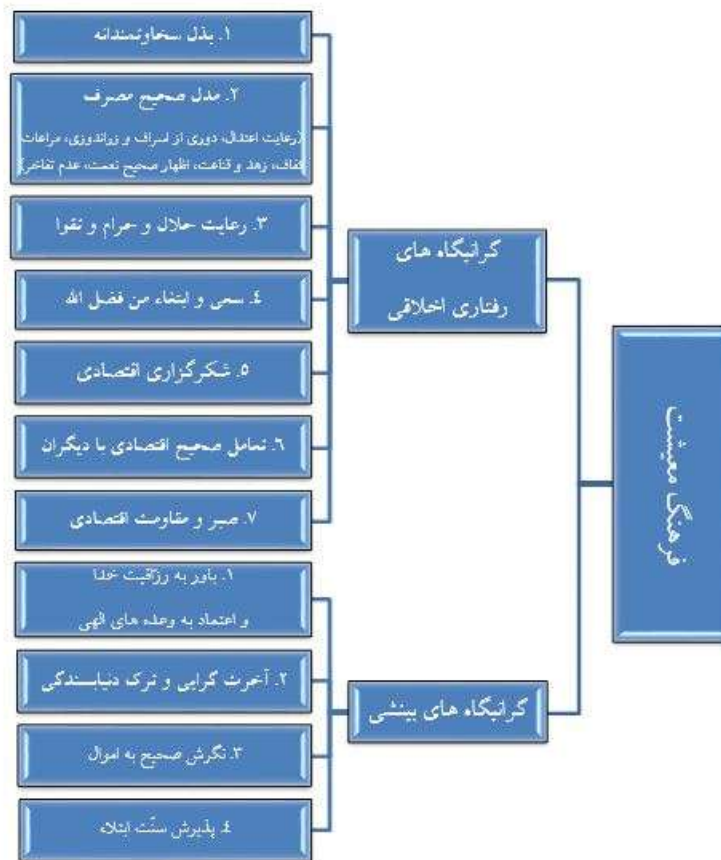 فرهنگ معیشت
گرانیگاه های
رفتاری اخلاقی
۱. بذل سخاوتمندانه
۲. مدل صحیح مصرف
(رعایت اعتدال، دوری از اسراف و زراندوزی، مراعات
کفاف، زهد و قناعت، اظهار صحیح نعمت، عدم تفاخر)
۳. رعایت حلال و حرام و تقوا
۴. سعی و ابتغاء من فضل الله
۵. شکرگزاری اقتصادی
۶. تعامل صحیح اقتصادی با دیگران
۷. صبر و مقاومت اقتصادی
گرانیگاه های بینشی
۱. باور به رزاقیت خدا
و اعتماد به وعده های الهی
۲. آخرت گرایی و ترک دنیابسندگی
۳. نگرش صحیح به اموال
۴. پذیرش سنّت ابتلاء